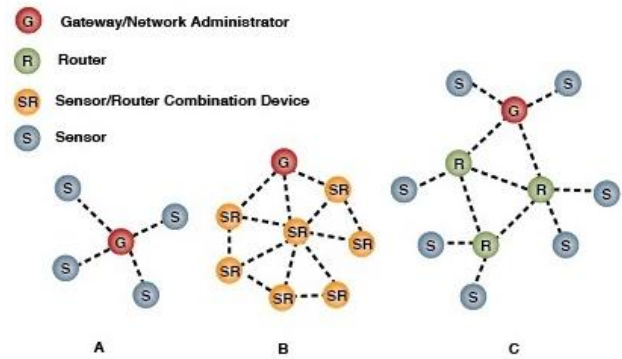 G Gateway/Network Administrator
R Router
SR Sensor/Router Combination Device
S Sensor
S
S
G
S
S
A
G
SR
SR
SR
SR
SR
SR
SR
B
S
S
G
R
S
R
S
S
R
S
S
C